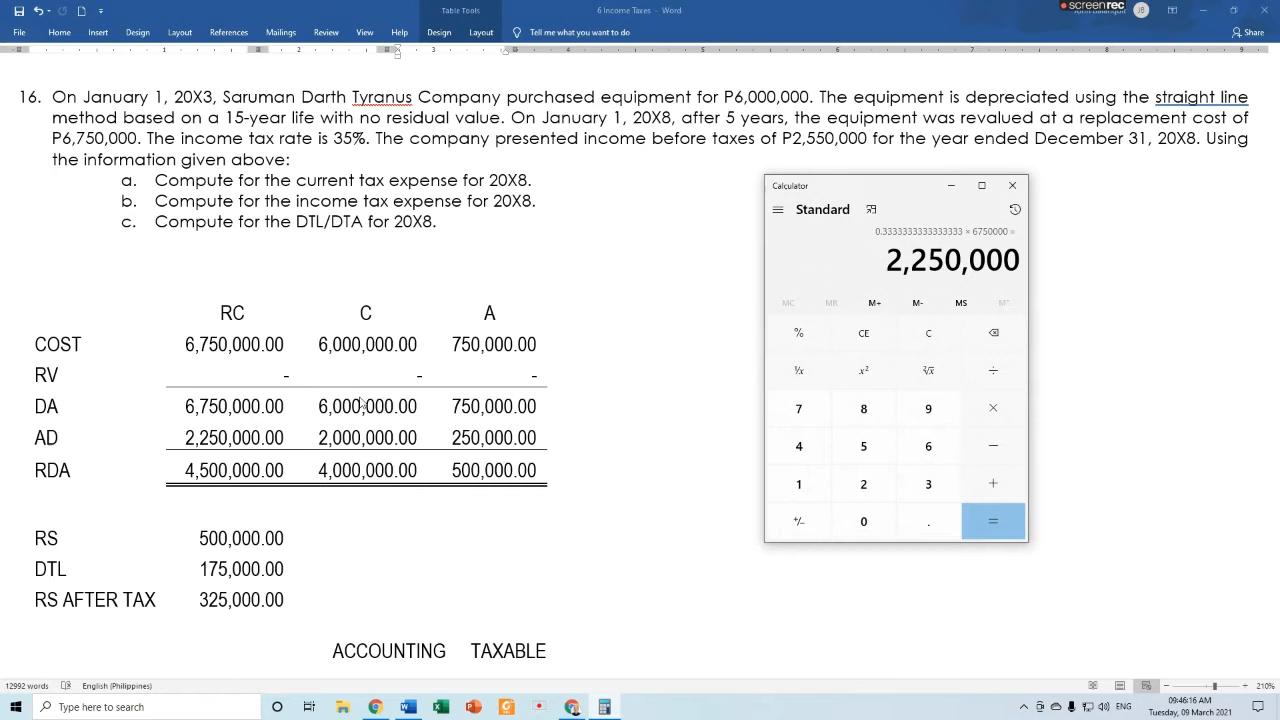 Table Tools
6 Income Taxes - Word
screenrec
JB
File Home Insert Design Layout References Mailings Review View Help Design Layout Tell me what you want to do Share
16. On January 1, 20X3, Saruman Darth Tyranus Company purchased equipment for P6,000,000. The equipment is depreciated using the straight line
method based on a 15-year life with no residual value. On January 1, 20X8, after 5 years, the equipment was revalued at a replacement cost of
P6,750,000. The income tax rate is 35%. The company presented income before taxes of P2,550,000 for the year ended December 31, 20X8. Using
the information given above:
a. Compute for the current tax expense for 20X8.
b. Compute for the income tax expense for 20X8.
c. Compute for the DTL/DTA for 20X8.
RC C A
COST 6,750,000.00 6,000,000.00 750,000.00
RV - - -
DA 6,750,000.00 6,000,000.00 750,000.00
AD 2,250,000.00 2,000,000.00 250,000.00
RDA 4,500,000.00 4,000,000.00 500,000.00
RS 500,000.00
DTL 175,000.00
RS AFTER TAX 325,000.00
ACCOUNTING TAXABLE
Calculator
Standard
0.3333333333333333 × 6750000 =
2,250,000
MC MR M+ M- MS
% CE C
¹/x x² ²√x ÷
7 8 9 ×
4 5 6 −
1 2 3 +
+/− 0 . =
12992 words English (Philippines) 210%
Type here to search
ENG
09:46:16 AM
Tuesday, 09 March 2021